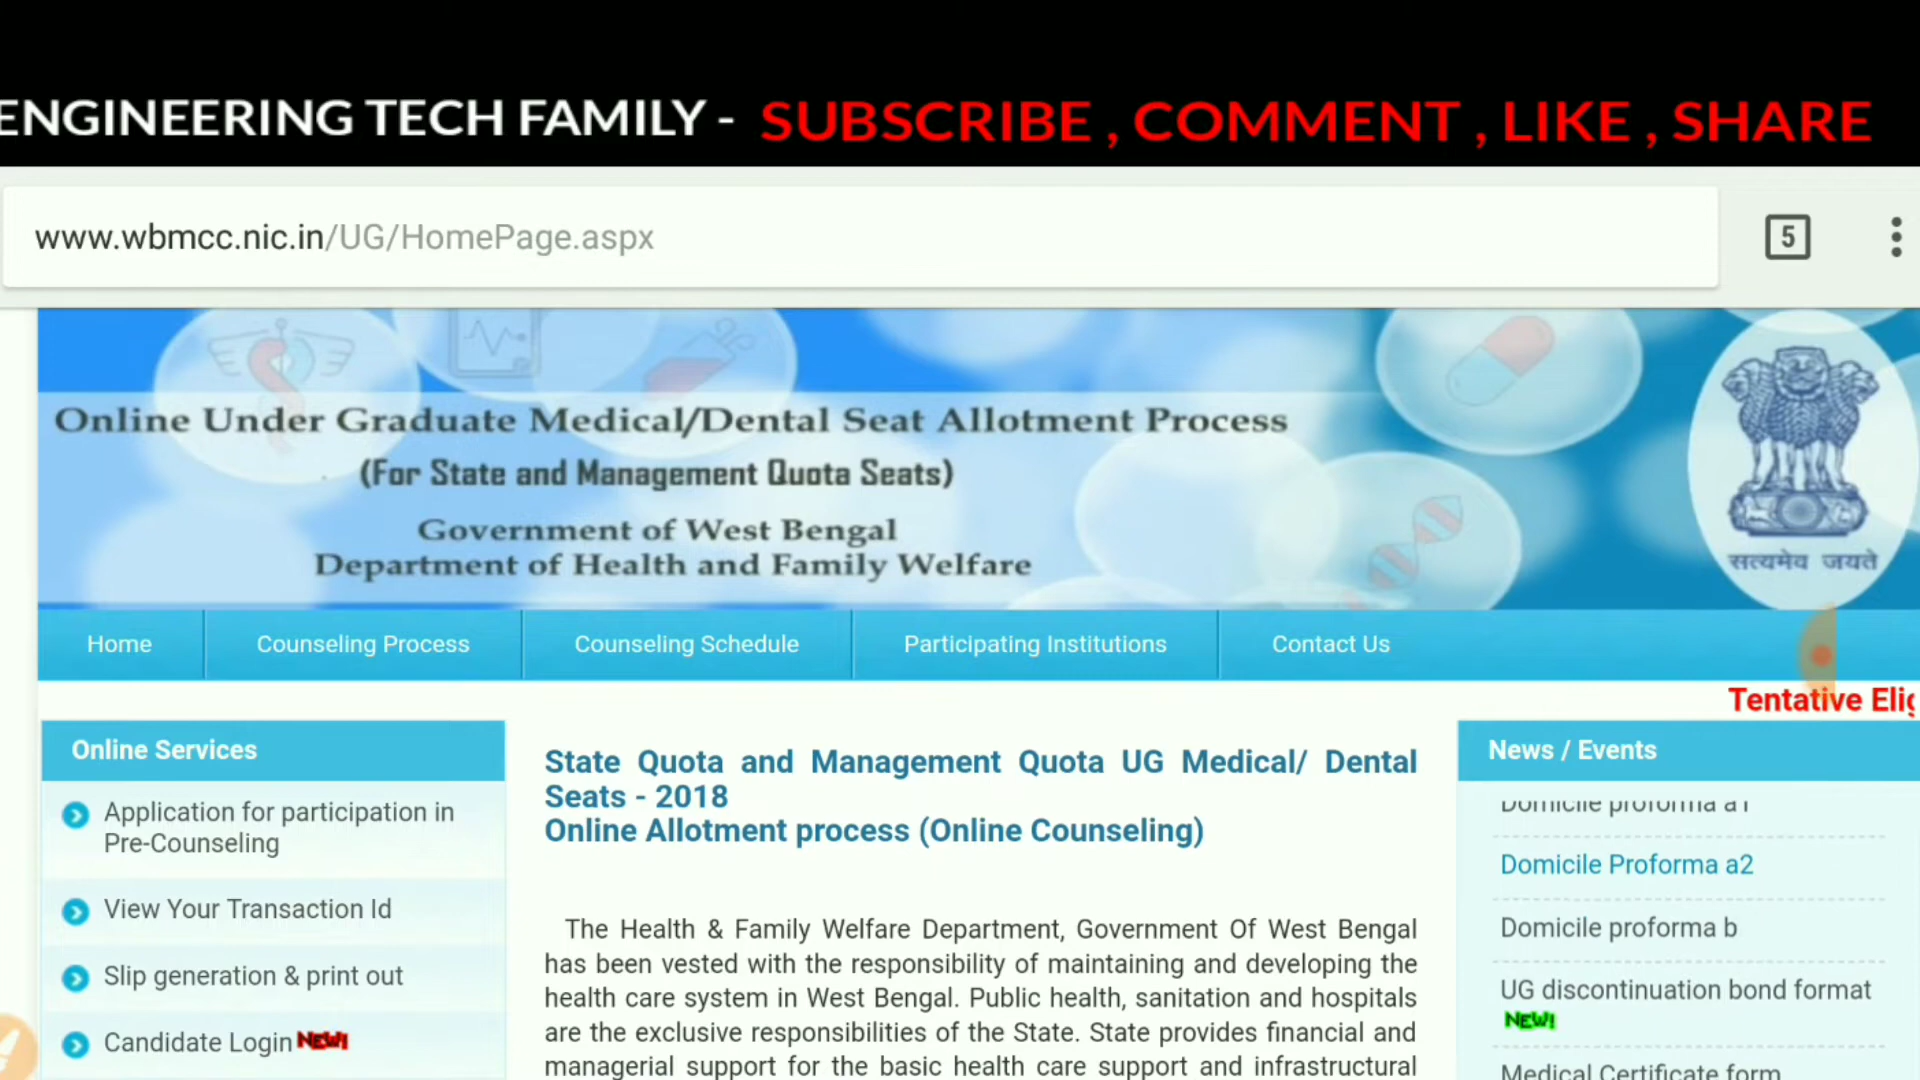 ENGINEERING TECH FAMILY - SUBSCRIBE , COMMENT , LIKE , SHARE
www.wbmcc.nic.in/UG/HomePage.aspx
5
Online Under Graduate Medical/Dental Seat Allotment Process
(For State and Management Quota Seats)
Government of West Bengal
Department of Health and Family Welfare
सत्यमेव जयते
Home
Counseling Process
Counseling Schedule
Participating Institutions
Contact Us
Tentative
Online Services
Application for participation in
Pre-Counseling
View Your Transaction Id
Slip generation & print out
Candidate Login NEW!
State Quota and Management Quota UG Medical/ Dental
Seats - 2018
Online Allotment process (Online Counseling)
The Health & Family Welfare Department, Government Of West Bengal
has been vested with the responsibility of maintaining and developing the
health care system in West Bengal. Public health, sanitation and hospitals
are the exclusive responsibilities of the State. State provides financial and
managerial support for the basic health care support and infrastructural
News / Events
Domicile proforma a1
Domicile Proforma a2
Domicile proforma b
UG discontinuation bond format
NEW!
Medical Certificate form